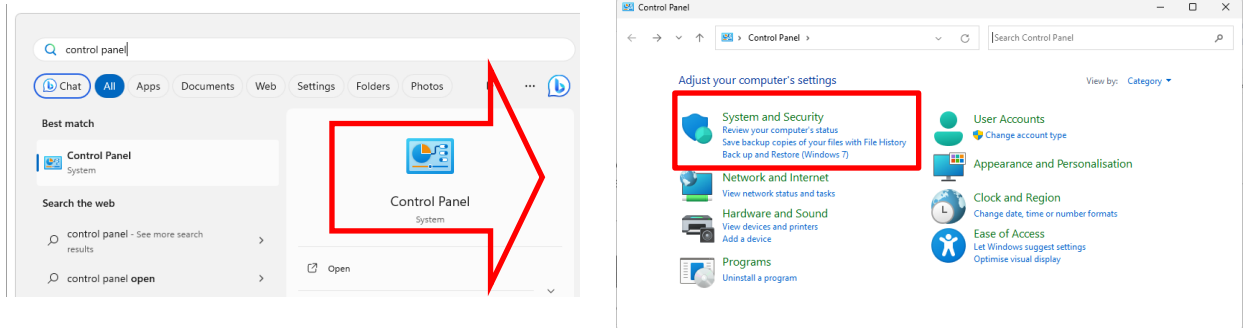 control panel
Chat All Apps Documents Web Settings Folders Photos
Best match
Control Panel
System
Search the web
control panel - See more search
results
control panel open
Control Panel
System
Open
Control Panel
Control Panel
Search Control Panel
Adjust your computer's settings
View by: Category
System and Security
Review your computer's status
Save backup copies of your files with File History
Back up and Restore (Windows 7)
Network and Internet
View network status and tasks
Hardware and Sound
View devices and printers
Add a device
Programs
Uninstall a program
User Accounts
Change account type
Appearance and Personalisation
Clock and Region
Change date, time or number formats
Ease of Access
Let Windows suggest settings
Optimise visual display